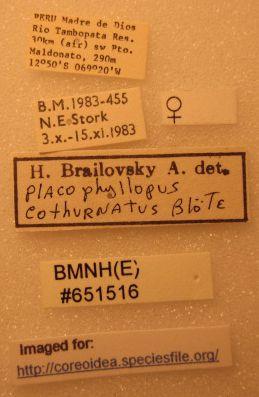 PERU Madre de Dios
Rio Tambopata Res.
30km (air) sw Pto.
Maldonato, 290m
12°50'S 069°20'W
B.M.1983-455
N.E.Stork
3.x.-15.xi.1983
♀
H. Brailovsky A. det.
Placophyllopus
Cothurnatus Blöte
BMNH(E)
#651516
Imaged for:
http://coreoidea.speciesfile.org/